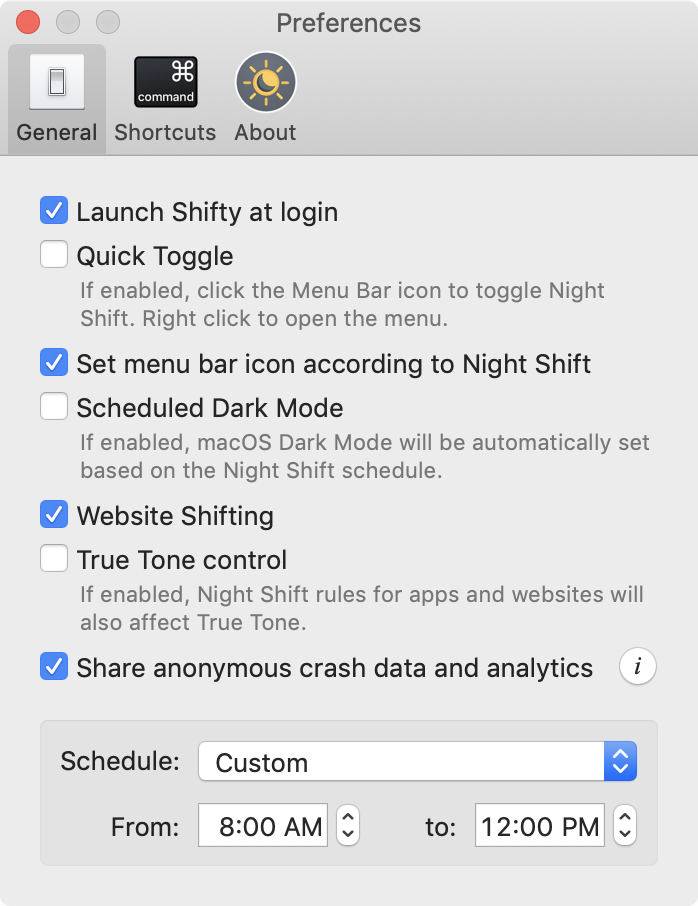 Preferences
⌘
command
General Shortcuts About
Launch Shifty at login
Quick Toggle
If enabled, click the Menu Bar icon to toggle Night
Shift. Right click to open the menu.
Set menu bar icon according to Night Shift
Scheduled Dark Mode
If enabled, macOS Dark Mode will be automatically set
based on the Night Shift schedule.
Website Shifting
True Tone control
If enabled, Night Shift rules for apps and websites will
also affect True Tone.
Share anonymous crash data and analytics i
Schedule: Custom
From: 8:00 AM to: 12:00 PM